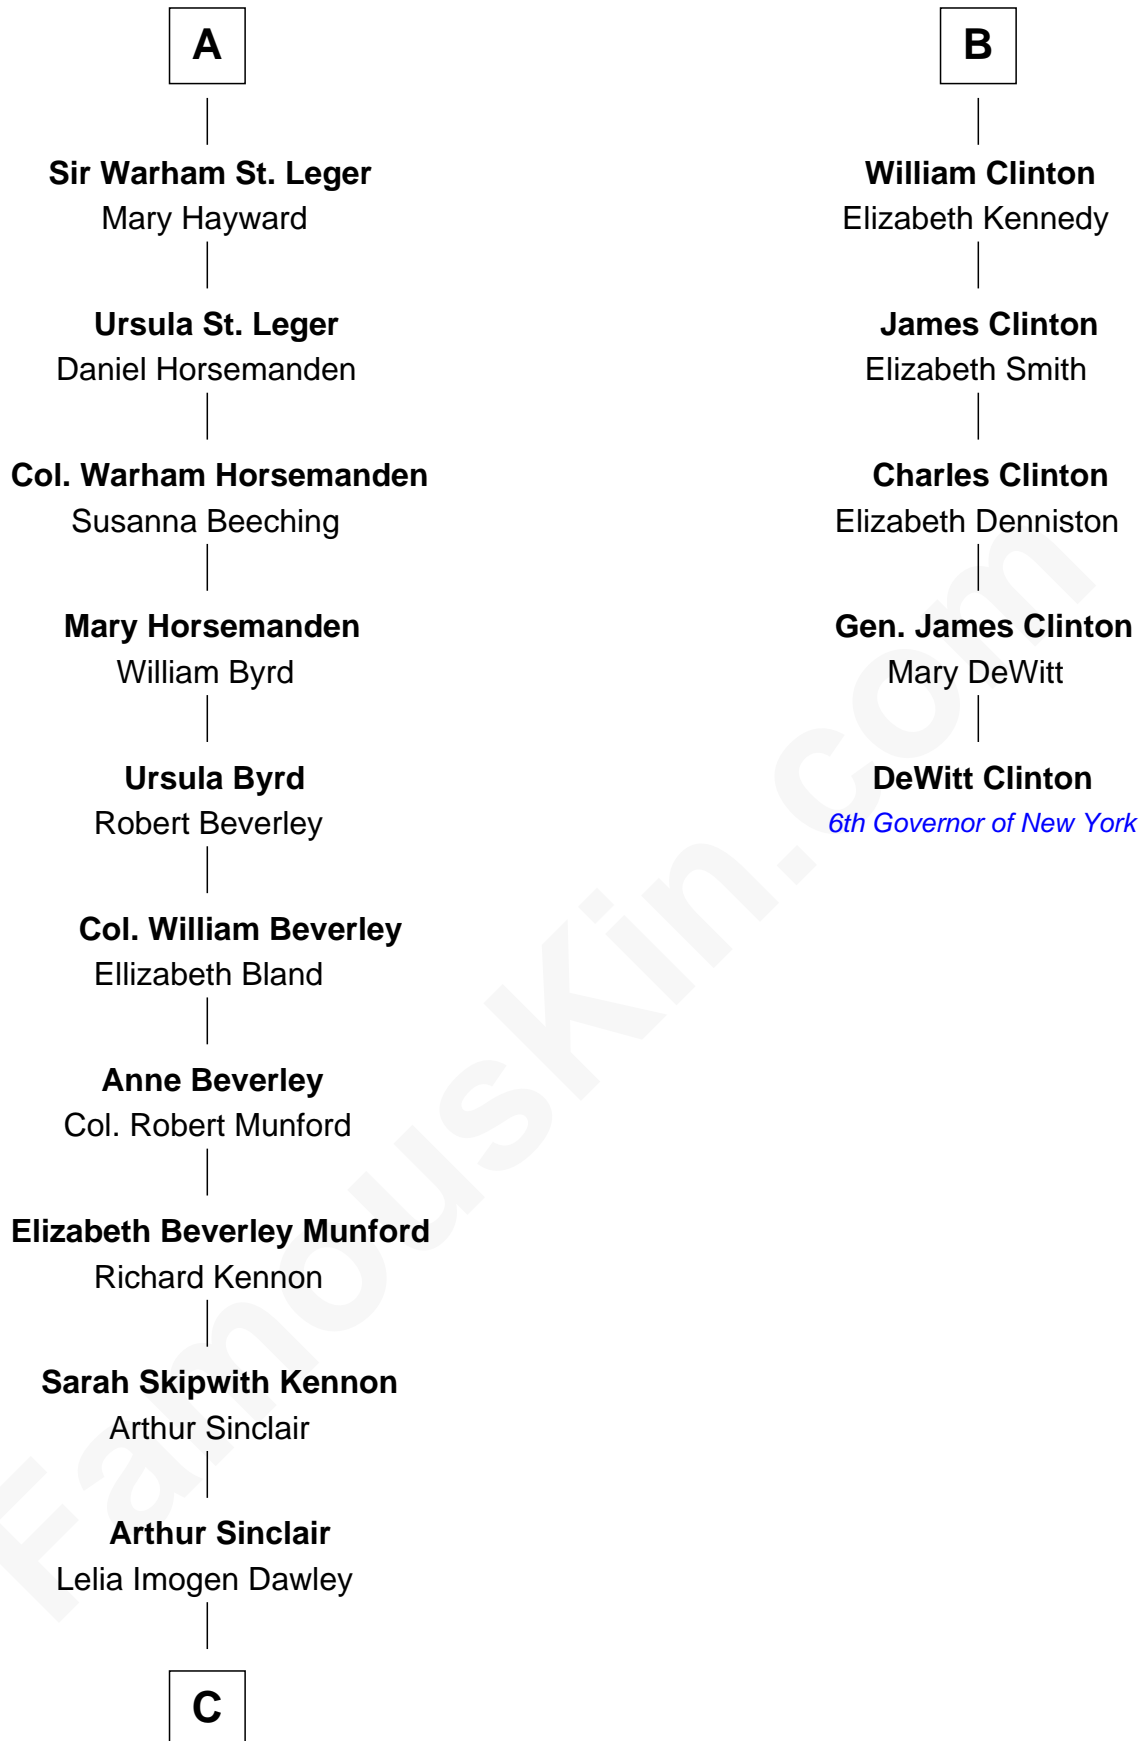 A
Sir Warham St. Leger
Mary Hayward
Ursula St. Leger
Daniel Horsemanden
Col. Warham Horsemanden
Susanna Beeching
Mary Horsemanden
William Byrd
Ursula Byrd
Robert Beverley
Col. William Beverley
Ellizabeth Bland
Anne Beverley
Col. Robert Munford
Elizabeth Beverley Munford
Richard Kennon
Sarah Skipwith Kennon
Arthur Sinclair
Arthur Sinclair
Lelia Imogen Dawley
C
B
William Clinton
Elizabeth Kennedy
James Clinton
Elizabeth Smith
Charles Clinton
Elizabeth Denniston
Gen. James Clinton
Mary DeWitt
DeWitt Clinton
6th Governor of New York
FamousKin.com